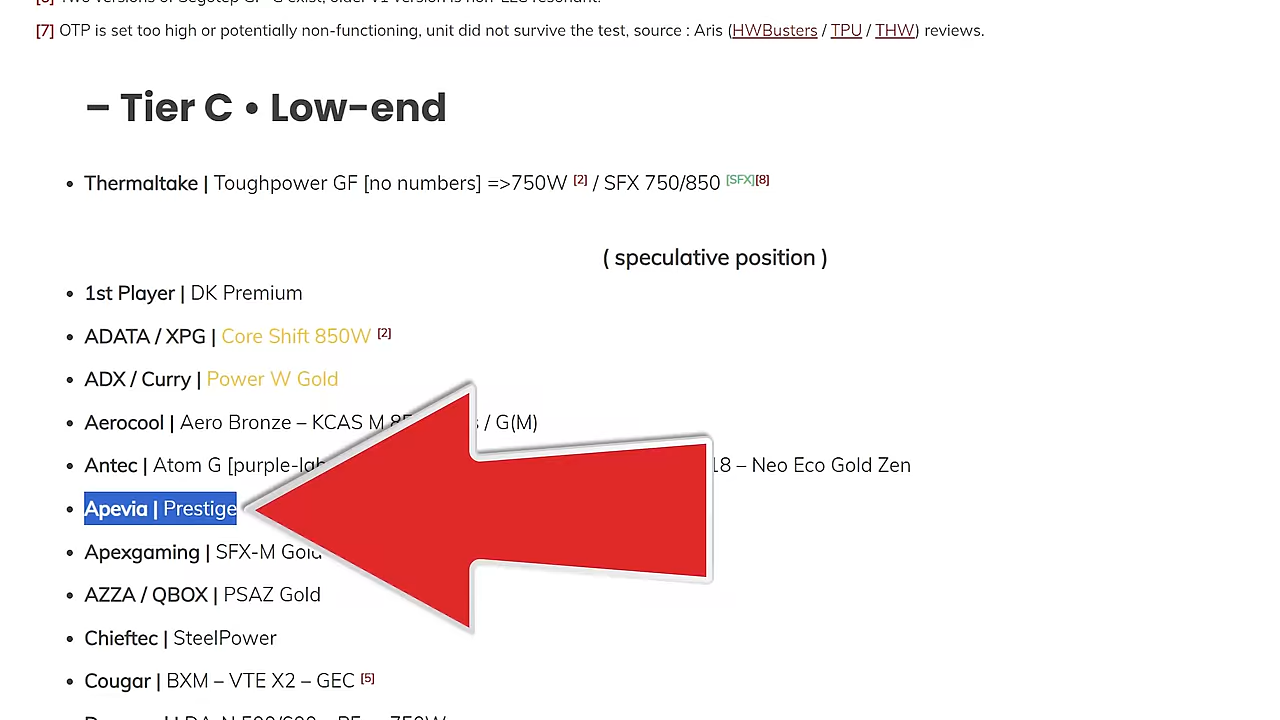 [7] OTP is set too high or potentially non-functioning, unit did not survive the test, source : Aris (HWBusters / TPU / THW) reviews.
– Tier C • Low-end
• Thermaltake | Toughpower GF [no numbers] =>750W [2] / SFX 750/850 [SFX][8]
( speculative position )
• 1st Player | DK Premium
• ADATA / XPG | Core Shift 850W [2]
• ADX / Curry | Power W Gold
• Aerocool | Aero Bronze – KCAS M / G(M)
• Antec | Atom G 18 – Neo Eco Gold Zen
• Apevia | Prestige
• Apexgaming | SFX-M Gold
• AZZA / QBOX | PSAZ Gold
• Chieftec | SteelPower
• Cougar | BXM – VTE X2 – GEC [5]